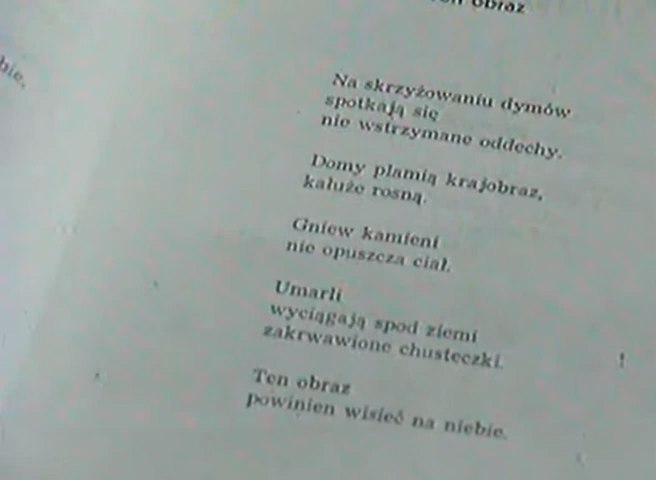 obraz
bie,
Na skrzyżowaniu dymów
spotkają się
nie wstrzymane oddechy.
Domy plamią krajobraz,
kałuże rosną.
Gniew kamieni
nie opuszcza ciał.
Umarli
wyciągają spod ziemi
zakrwawione chusteczki.
Ten obraz
powinien wisieć na niebie.